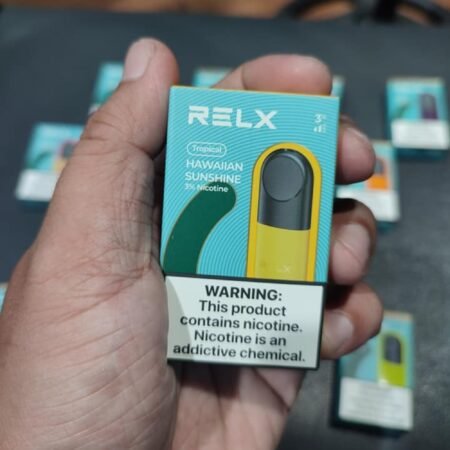 RELX
3%
Tropical
HAWAIIAN
SUNSHINE
3% Nicotine
RELX
WARNING:
This product
contains nicotine.
Nicotine is an
addictive chemical.